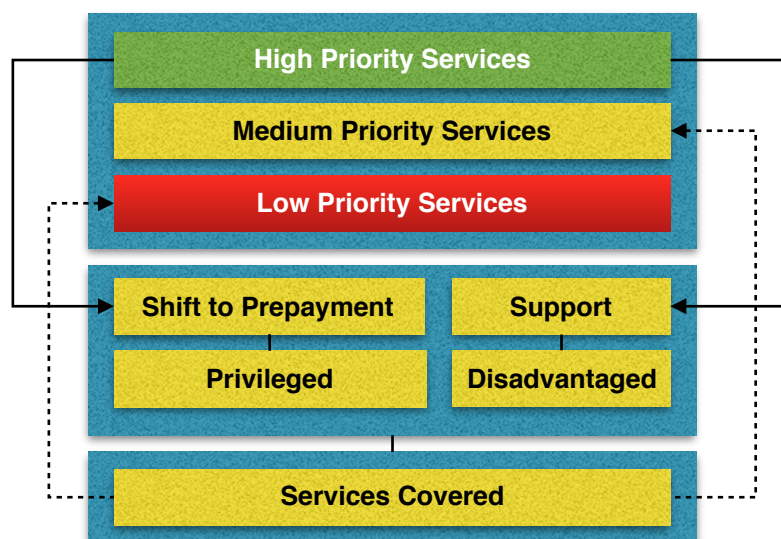 High Priority Services
Medium Priority Services
Low Priority Services
Shift to Prepayment
Support
Privileged
Disadvantaged
Services Covered